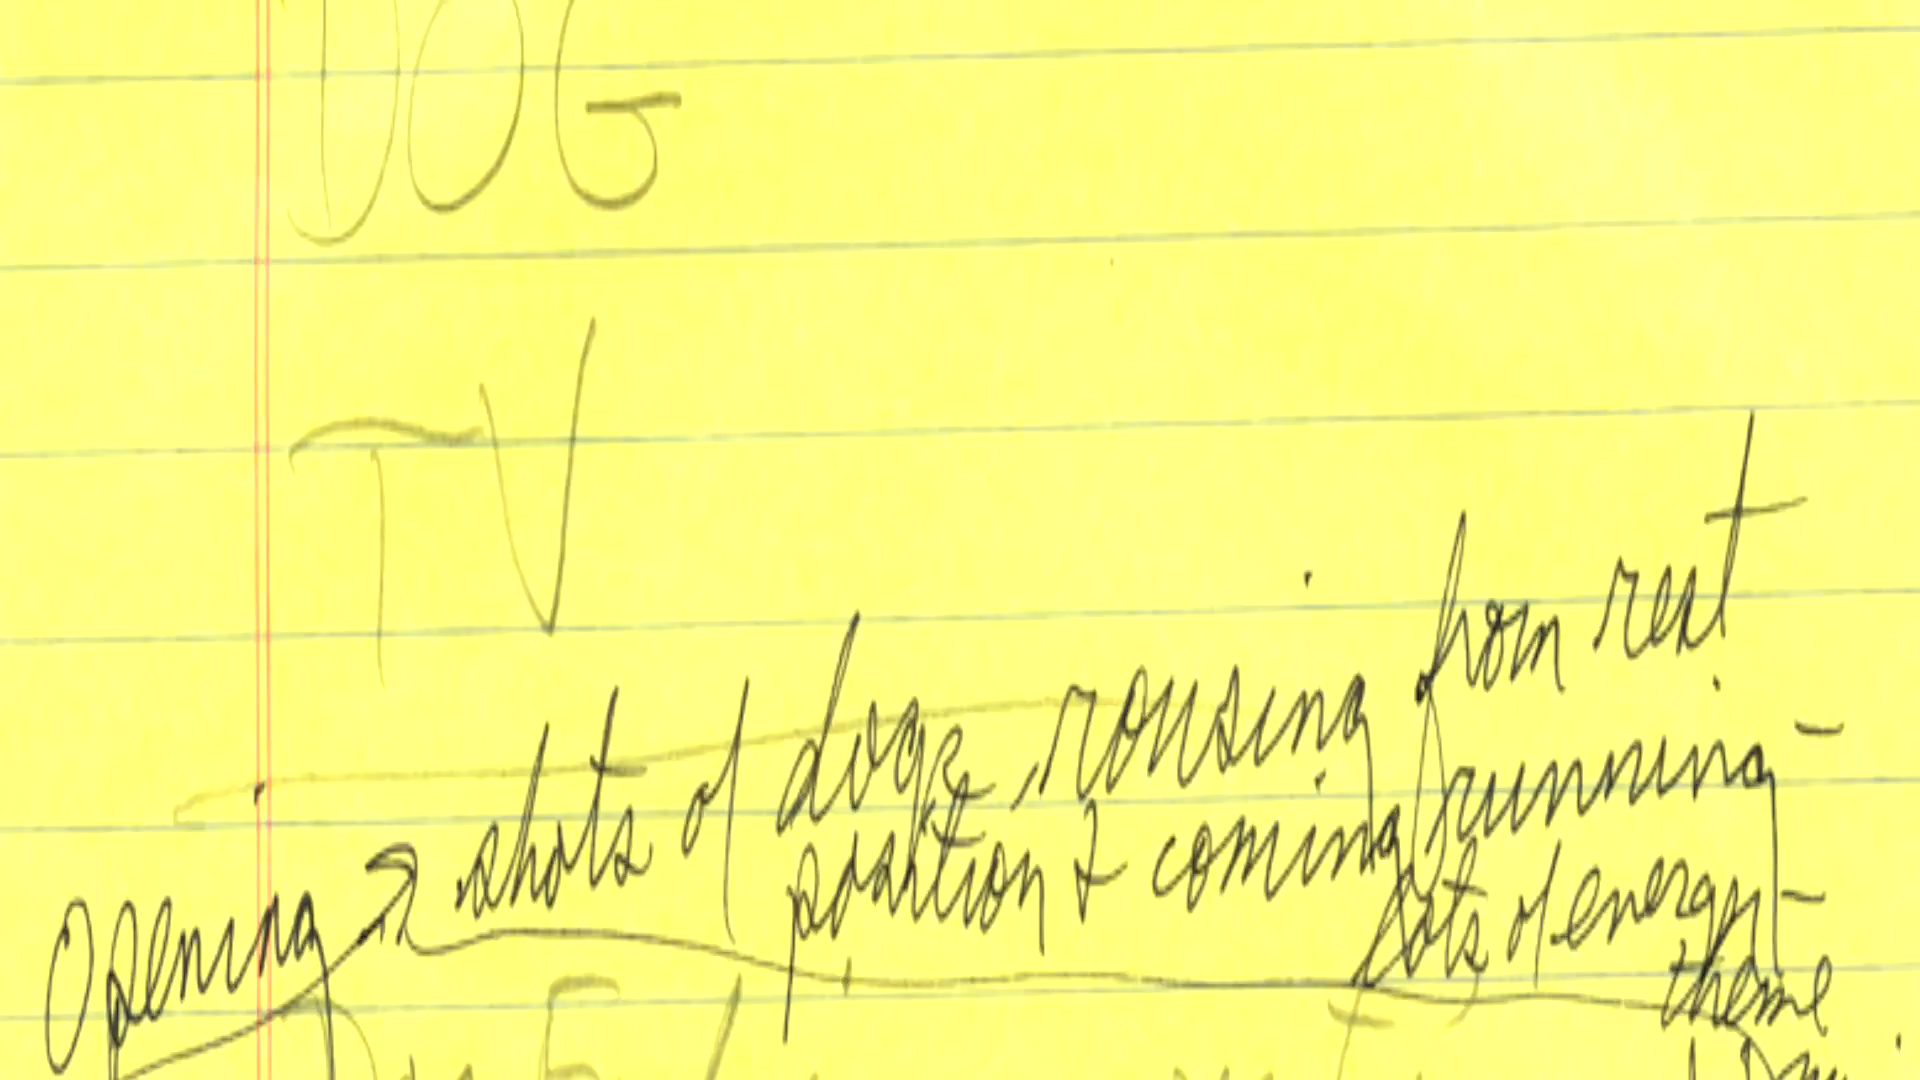 DOG
TV
Opening shots of dogs, rousing from rest
position & coming running -
lots of energy -
theme